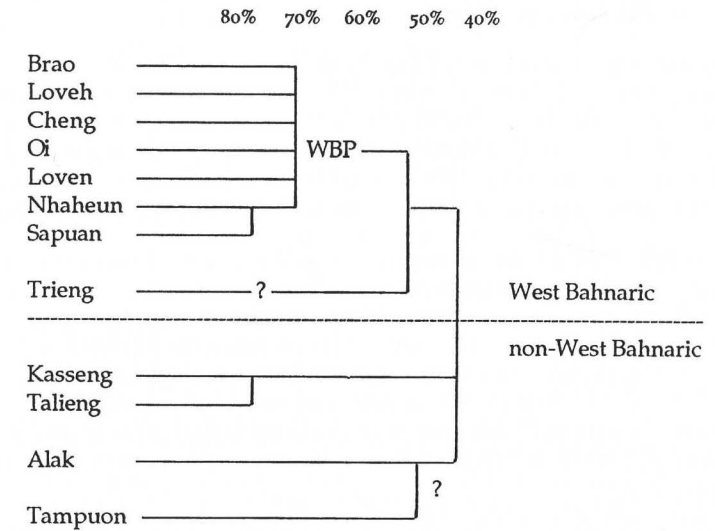 80% 70% 60% 50% 40%
Brao
Loveh
Cheng
Oi WBP
Loven
Nhaheun
Sapuan
Trieng ? West Bahnaric
non-West Bahnaric
Kasseng
Talieng
Alak
?
Tampuon